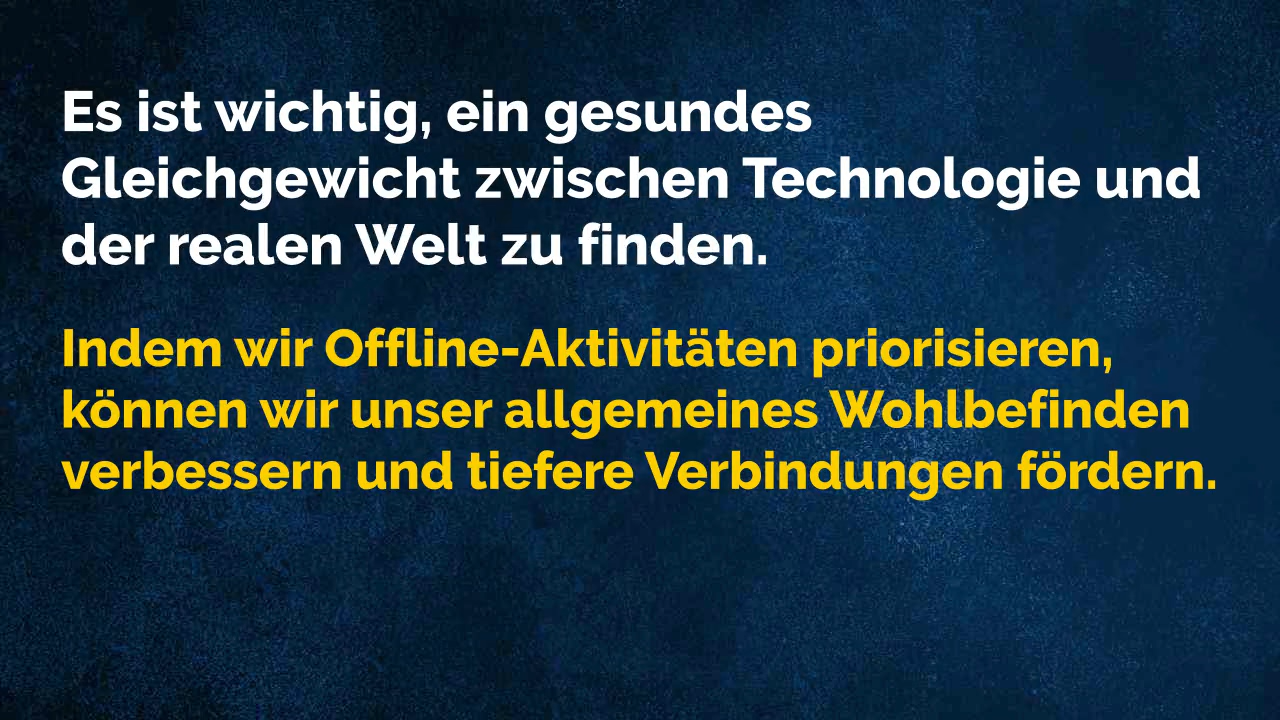 Es ist wichtig, ein gesundes
Gleichgewicht zwischen Technologie und
der realen Welt zu finden.
Indem wir Offline-Aktivitäten priorisieren,
können wir unser allgemeines Wohlbefinden
verbessern und tiefere Verbindungen fördern.